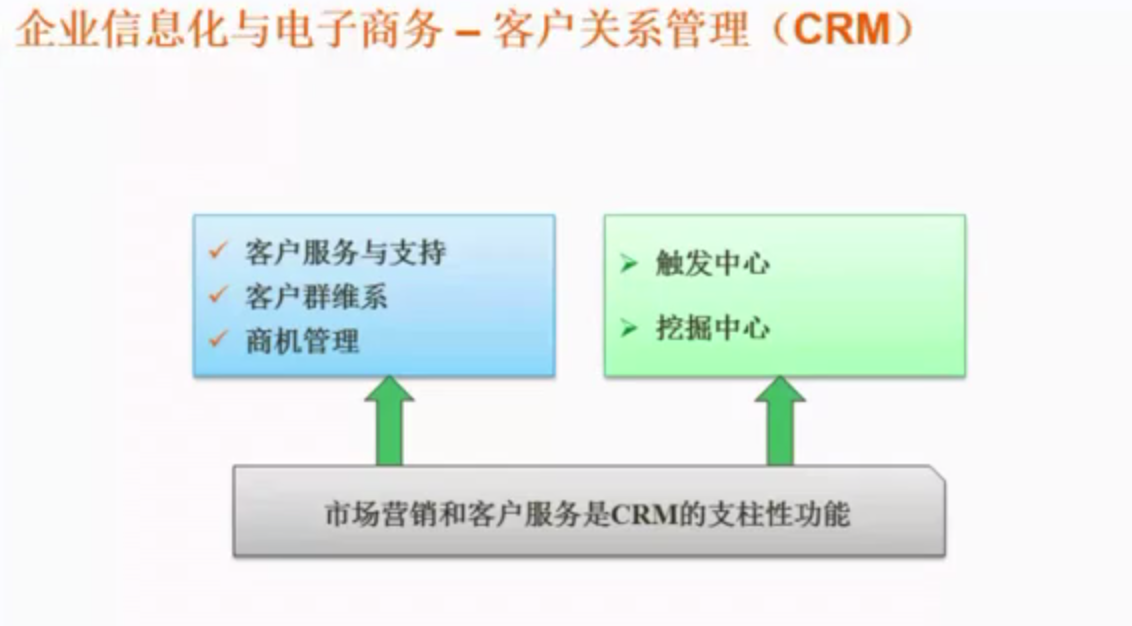 企业信息化与电子商务 – 客户关系管理（CRM）
客户服务与支持
客户群维系
商机管理
触发中心
挖掘中心
市场营销和客户服务是CRM的支柱性功能